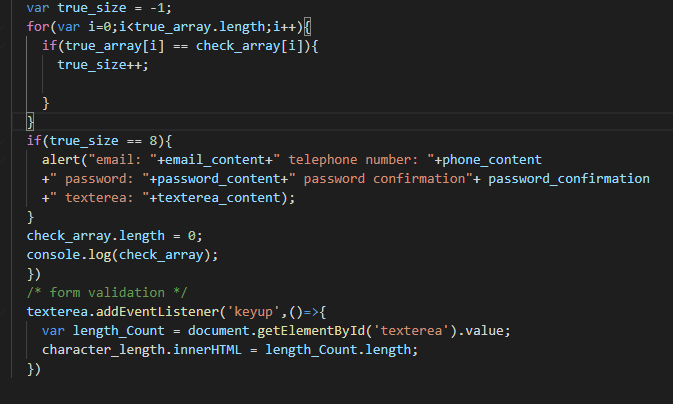 var true_size = -1;
for(var i=0;i<true_array.length;i++){
if(true_array[i] == check_array[i]){
true_size++;
}
}
if(true_size == 8){
alert("email: "+email_content+" telephone number: "+phone_content
+" password: "+password_content+" password confirmation"+ password_confirmation
+" texterea: "+texterea_content);
}
check_array.length = 0;
console.log(check_array);
})
/* form validation */
texterea.addEventListener('keyup',()=>{
var length_Count = document.getElementById('texterea').value;
character_length.innerHTML = length_Count.length;
})